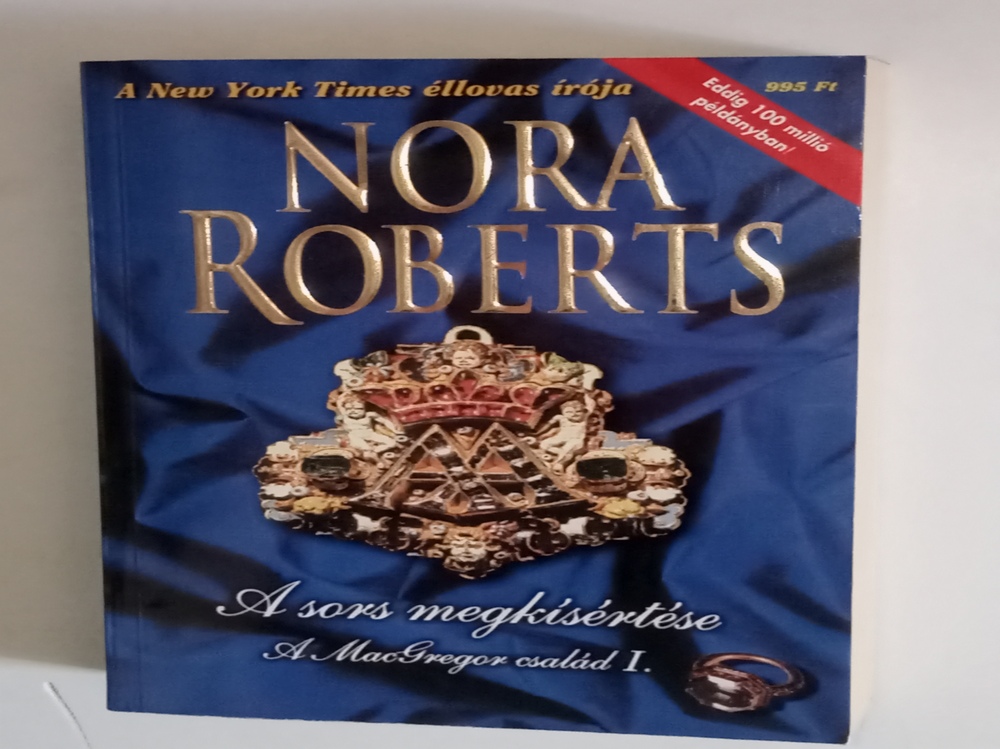 A New York Times éllovas írója
995 Ft
Eddig 100 millió
példányban!
NORA
ROBERTS
A sors megkísértése
A MacGregor család I.